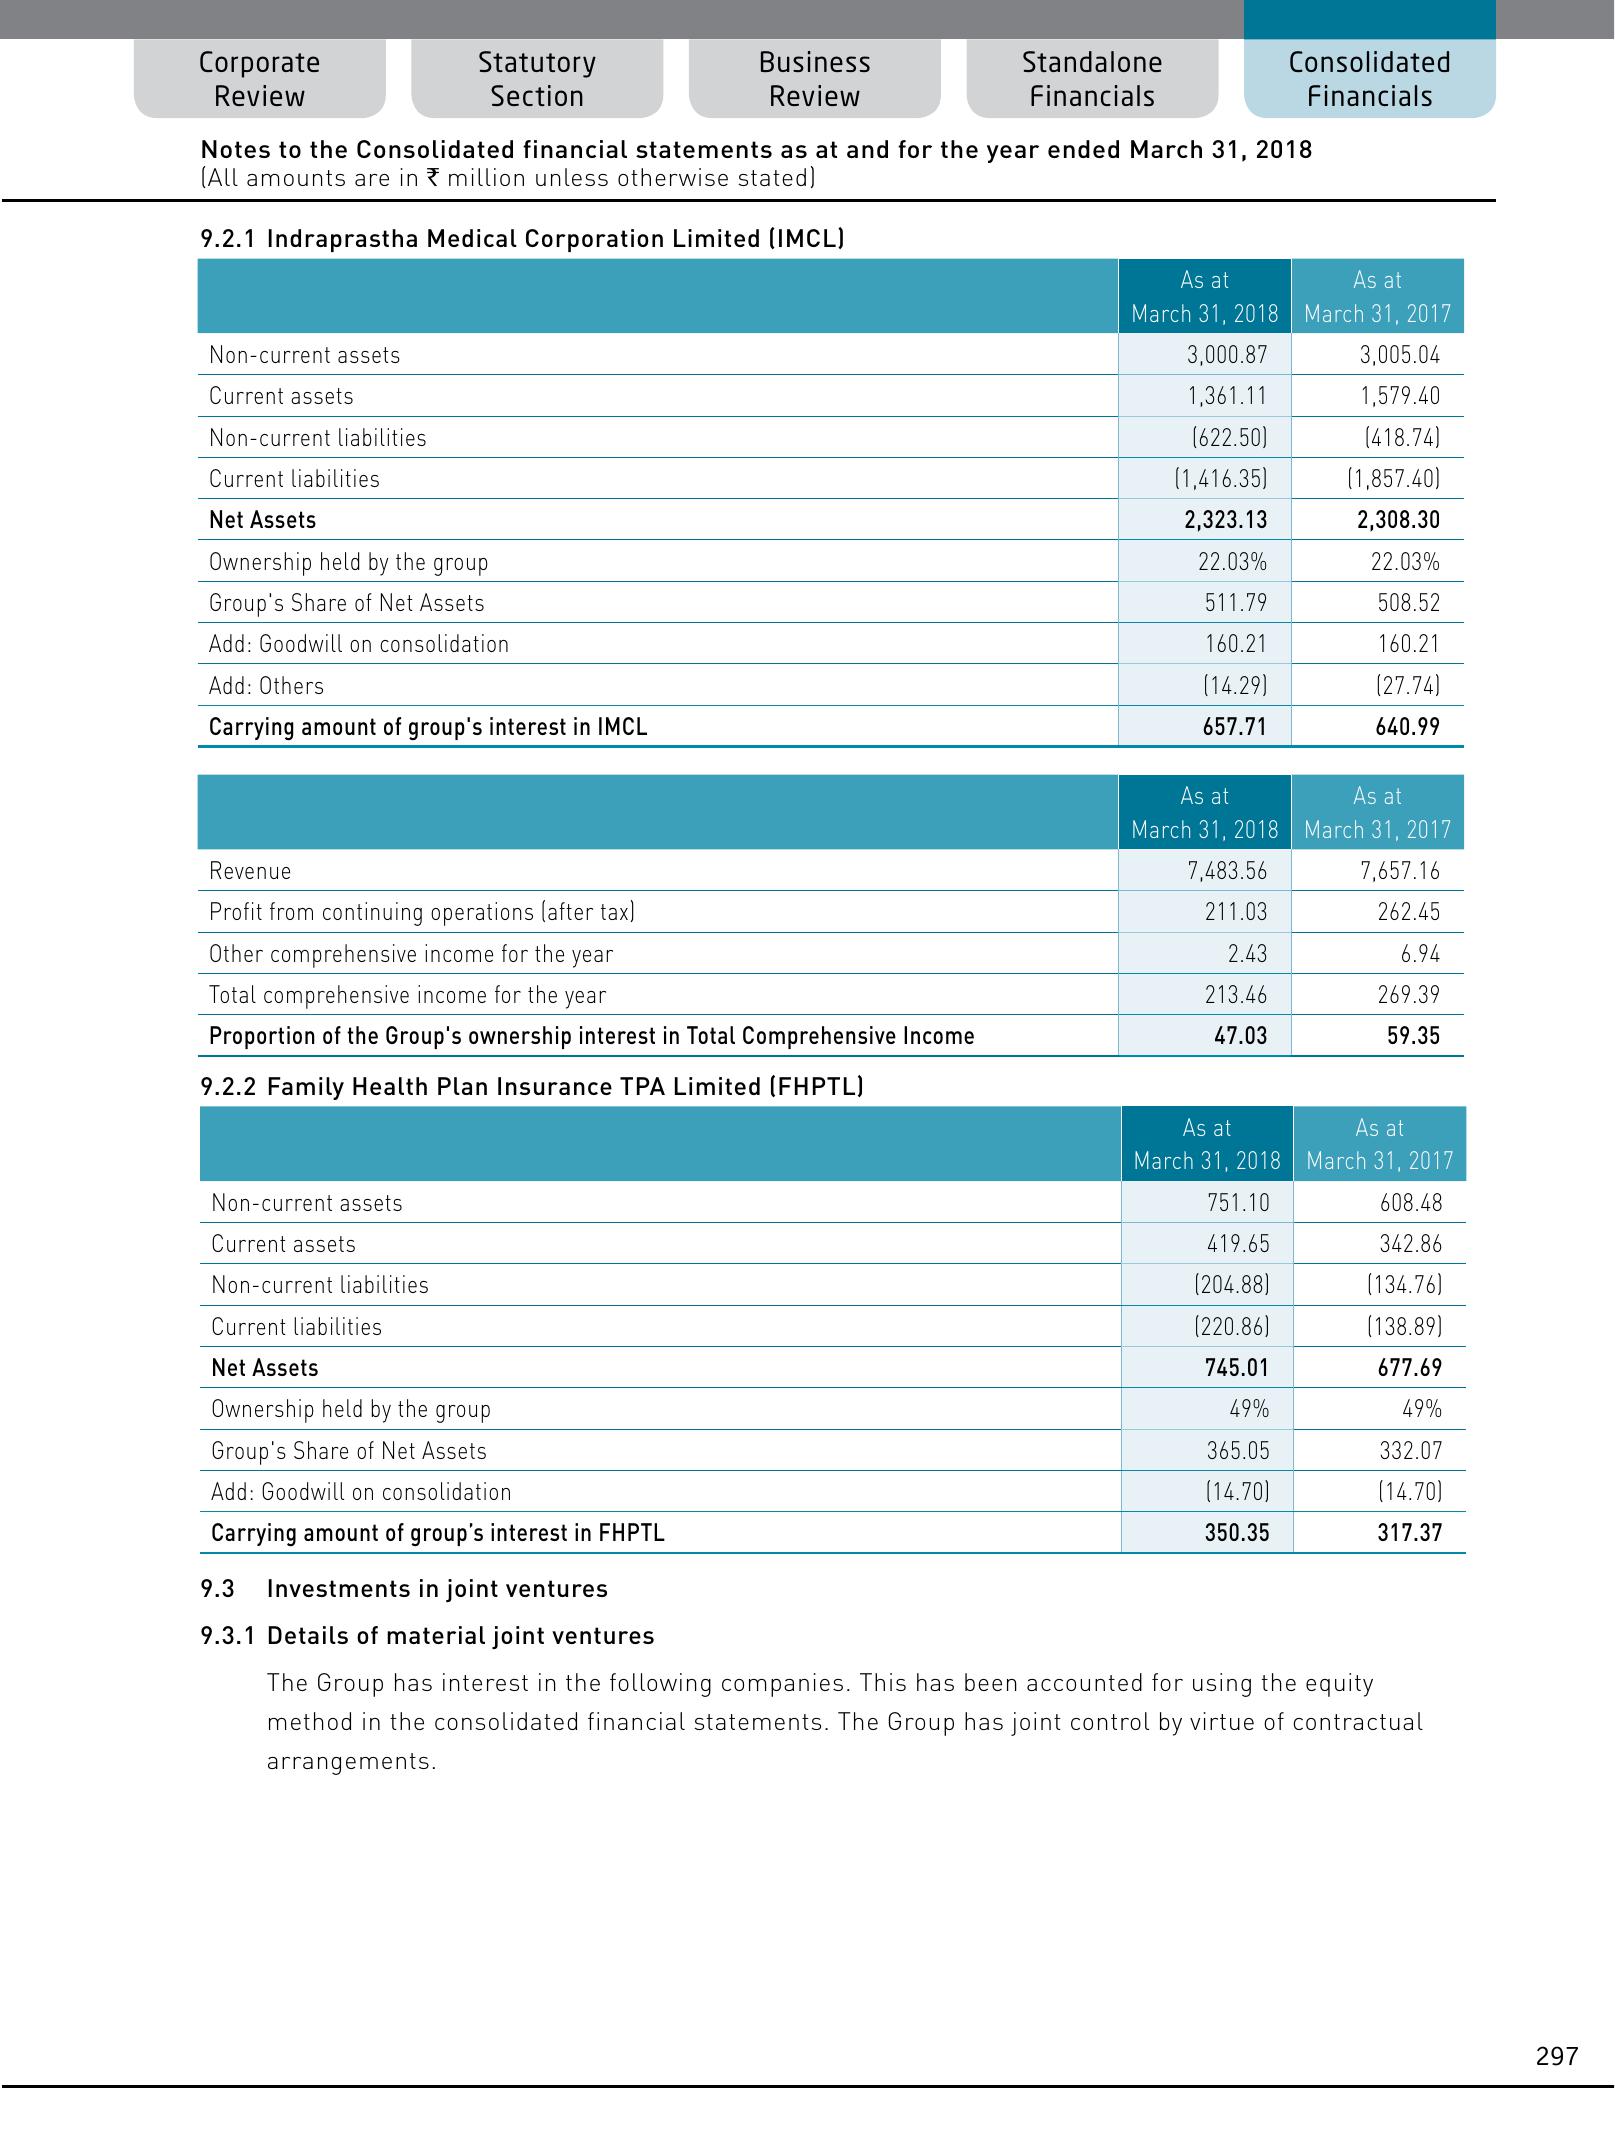 Corporate Review
Statutory Section
Business Review
Standalone Financials
Consolidated Financials
Notes to the Consolidated financial statements as at and for the year ended March 31, 2018
(All amounts are in ₹ million unless otherwise stated)
9.2.1 Indraprastha Medical Corporation Limited (IMCL)
As at March 31, 2018 As at March 31, 2017
Non-current assets 3,000.87 3,005.04
Current assets 1,361.11 1,579.40
Non-current liabilities (622.50) (418.74)
Current liabilities (1,416.35) (1,857.40)
Net Assets 2,323.13 2,308.30
Ownership held by the group 22.03% 22.03%
Group's Share of Net Assets 511.79 508.52
Add: Goodwill on consolidation 160.21 160.21
Add: Others (14.29) (27.74)
Carrying amount of group's interest in IMCL 657.71 640.99
As at March 31, 2018 As at March 31, 2017
Revenue 7,483.56 7,657.16
Profit from continuing operations (after tax) 211.03 262.45
Other comprehensive income for the year 2.43 6.94
Total comprehensive income for the year 213.46 269.39
Proportion of the Group's ownership interest in Total Comprehensive Income 47.03 59.35
9.2.2 Family Health Plan Insurance TPA Limited (FHPTL)
As at March 31, 2018 As at March 31, 2017
Non-current assets 751.10 608.48
Current assets 419.65 342.86
Non-current liabilities (204.88) (134.76)
Current liabilities (220.86) (138.89)
Net Assets 745.01 677.69
Ownership held by the group 49% 49%
Group's Share of Net Assets 365.05 332.07
Add: Goodwill on consolidation (14.70) (14.70)
Carrying amount of group’s interest in FHPTL 350.35 317.37
9.3 Investments in joint ventures
9.3.1 Details of material joint ventures
The Group has interest in the following companies. This has been accounted for using the equity
method in the consolidated financial statements. The Group has joint control by virtue of contractual
arrangements.
297